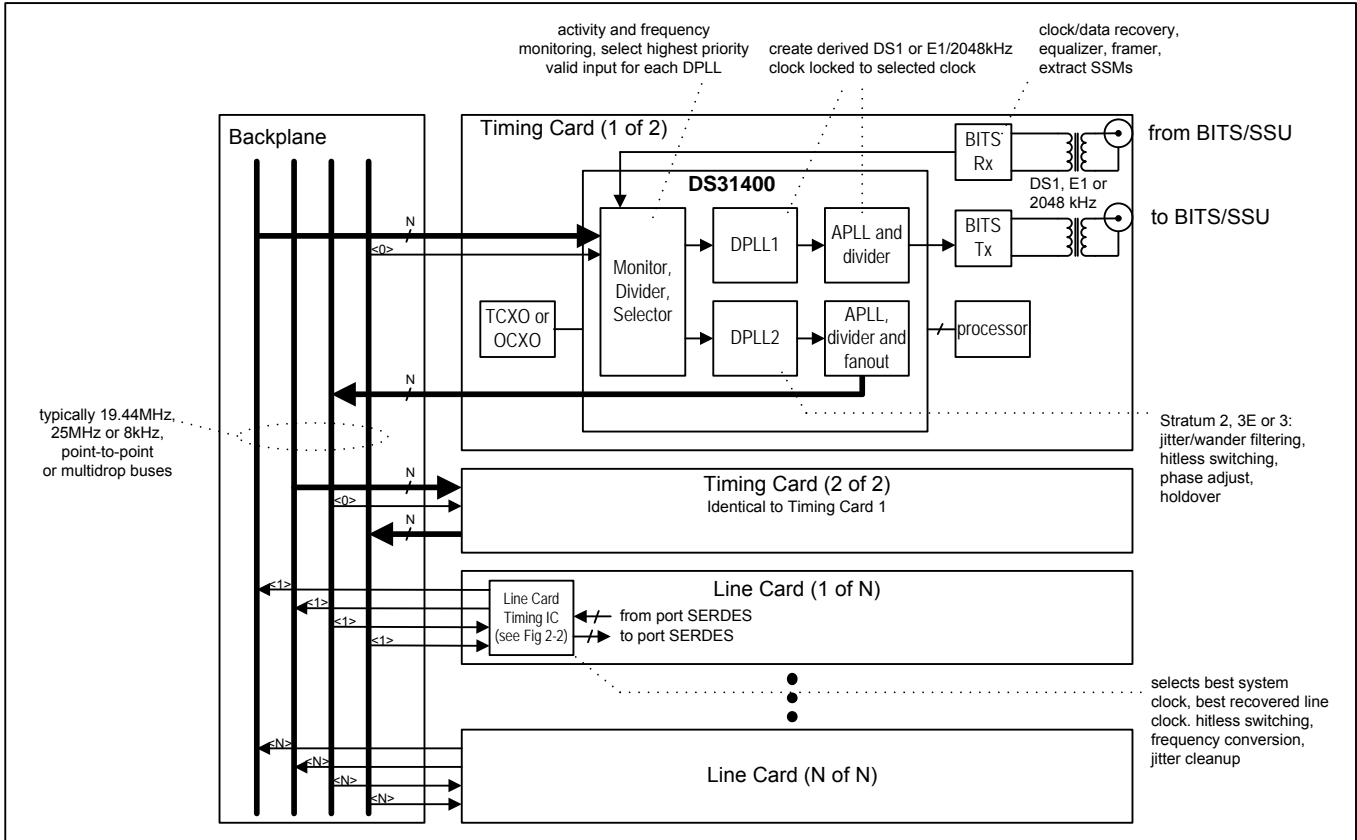 activity and frequency
monitoring, select highest priority
valid input for each DPLL
create derived DS1 or E1/2048kHz
clock locked to selected clock
clock/data recovery,
equalizer, framer,
extract SSMs
Backplane
Timing Card (1 of 2)
BITS
Rx
from BITS/SSU
DS31400
DS1, E1 or
2048 kHz
to BITS/SSU
BITS
Tx
N
<0>
Monitor,
Divider,
Selector
DPLL1
APLL and
divider
TCXO or
OCXO
DPLL2
APLL,
divider and
fanout
processor
N
typically 19.44MHz,
25MHz or 8kHz,
point-to-point
or multidrop buses
Stratum 2, 3E or 3:
jitter/wander filtering,
hitless switching,
phase adjust,
holdover
N
<0>
N
Timing Card (2 of 2)
Identical to Timing Card 1
<1>
<1>
<1>
<1>
Line Card (1 of N)
Line Card
Timing IC
(see Fig 2-2)
from port SERDES
to port SERDES
selects best system
clock, best recovered line
clock. hitless switching,
frequency conversion,
jitter cleanup
<N>
<N>
<N>
<N>
Line Card (N of N)